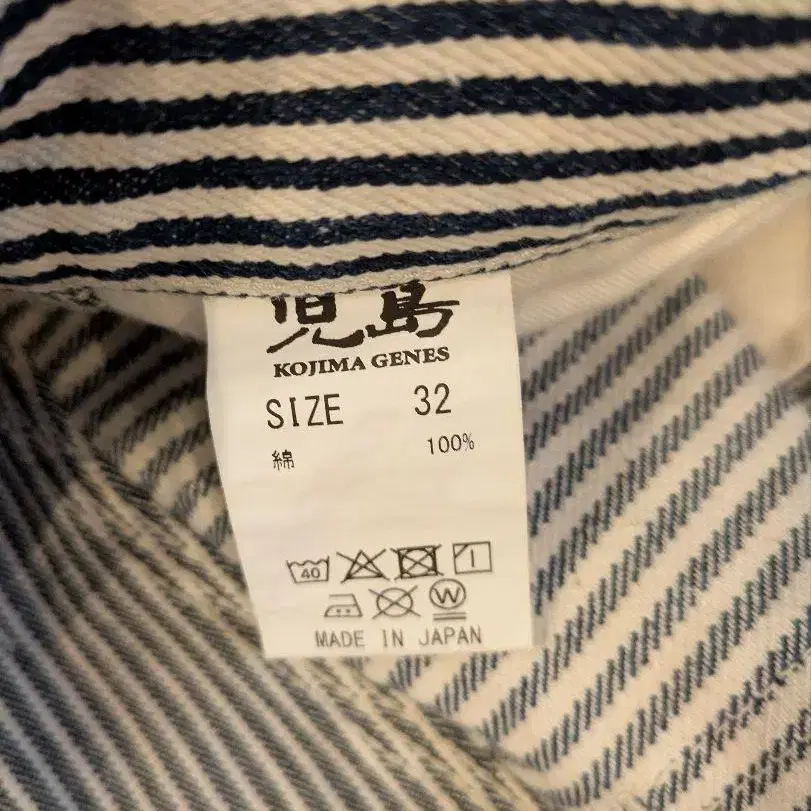 児島
KOJIMA GENES
SIZE 32
綿 100%
40
W
MADE IN JAPAN